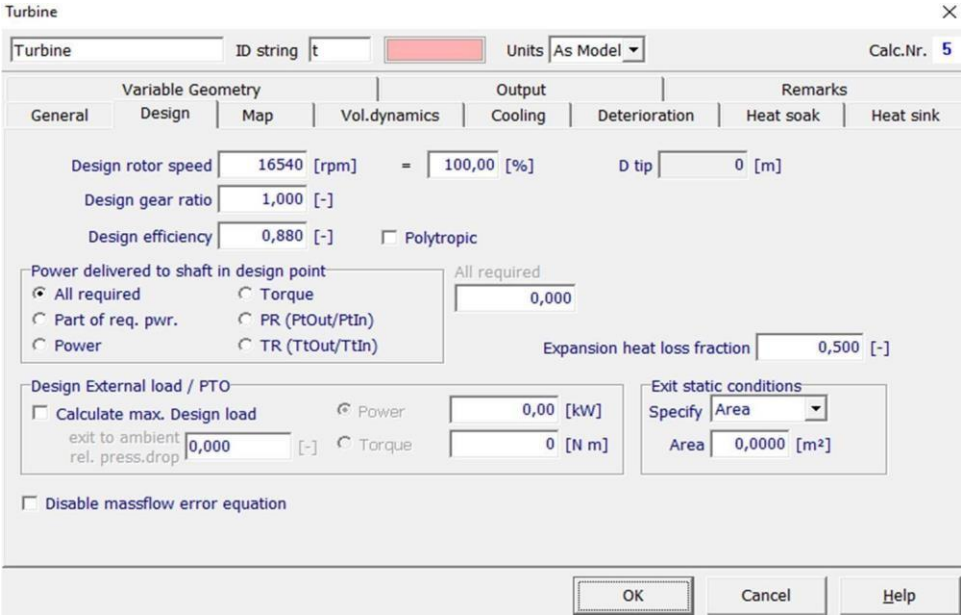 Turbine
Turbine ID string t Units As Model Calc.Nr. 5
Variable Geometry Output Remarks
General Design Map Vol.dynamics Cooling Deterioration Heat soak Heat sink
Design rotor speed 16540 [rpm] = 100,00 [%] D tip 0 [m]
Design gear ratio 1,000 [-]
Design efficiency 0,880 [-] Polytropic
Power delivered to shaft in design point All required
All required Torque 0,000
Part of req. pwr. PR (PtOut/PtIn)
Power TR (TtOut/TtIn) Expansion heat loss fraction 0,500 [-]
Design External load / PTO Exit static conditions
Calculate max. Design load Power 0,00 [kW] Specify Area
exit to ambient
rel. press.drop 0,000 [-] Torque 0 [N m] Area 0,0000 [m²]
Disable massflow error equation
OK Cancel Help